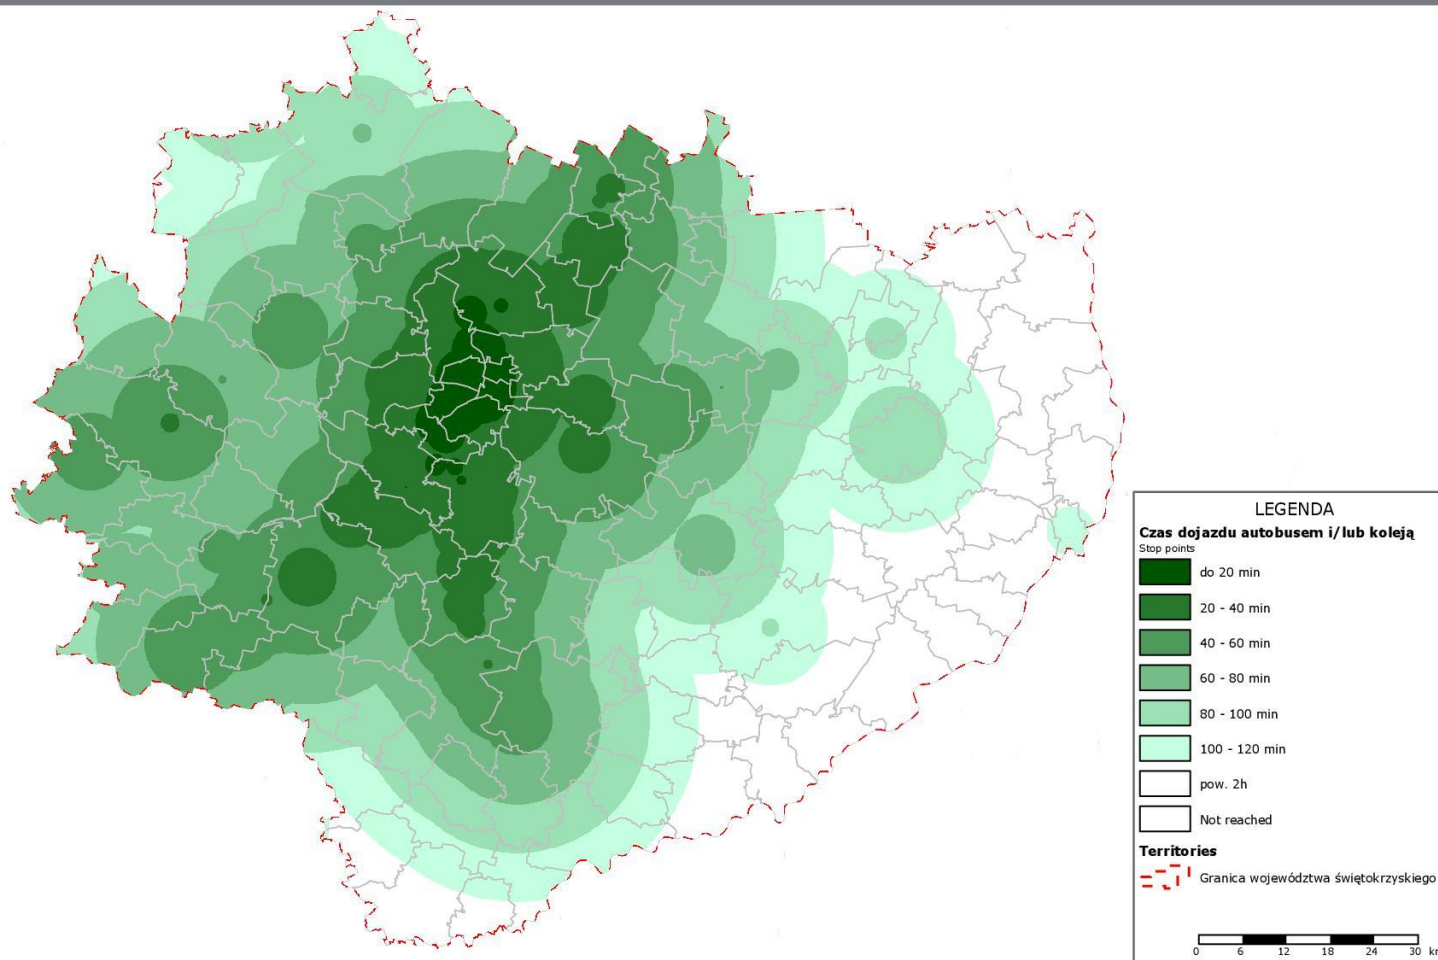 LEGENDA
Czas dojazdu autobusem i/lub koleją
Stop points
do 20 min
20 - 40 min
40 - 60 min
60 - 80 min
80 - 100 min
100 - 120 min
pow. 2h
Not reached
Territories
Granica województwa świętokrzyskiego
0 6 12 18 24 30 km